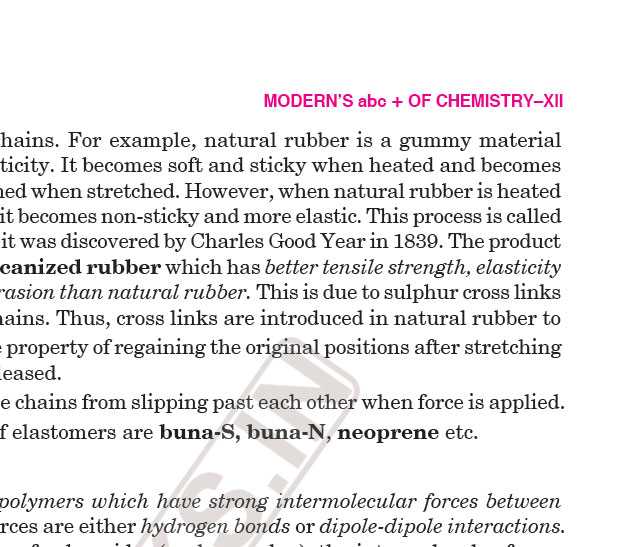 MODERN'S abc + OF CHEMISTRY–XII
hains. For example, natural rubber is a gummy material
ticity. It becomes soft and sticky when heated and becomes
ned when stretched. However, when natural rubber is heated
it becomes non-sticky and more elastic. This process is called
it was discovered by Charles Good Year in 1839. The product
canized rubber which has better tensile strength, elasticity
rasion than natural rubber. This is due to sulphur cross links
hains. Thus, cross links are introduced in natural rubber to
e property of regaining the original positions after stretching
leased.
e chains from slipping past each other when force is applied.
f elastomers are buna-S, buna-N, neoprene etc.
polymers which have strong intermolecular forces between
rces are either hydrogen bonds or dipole-dipole interactions.
S.IN